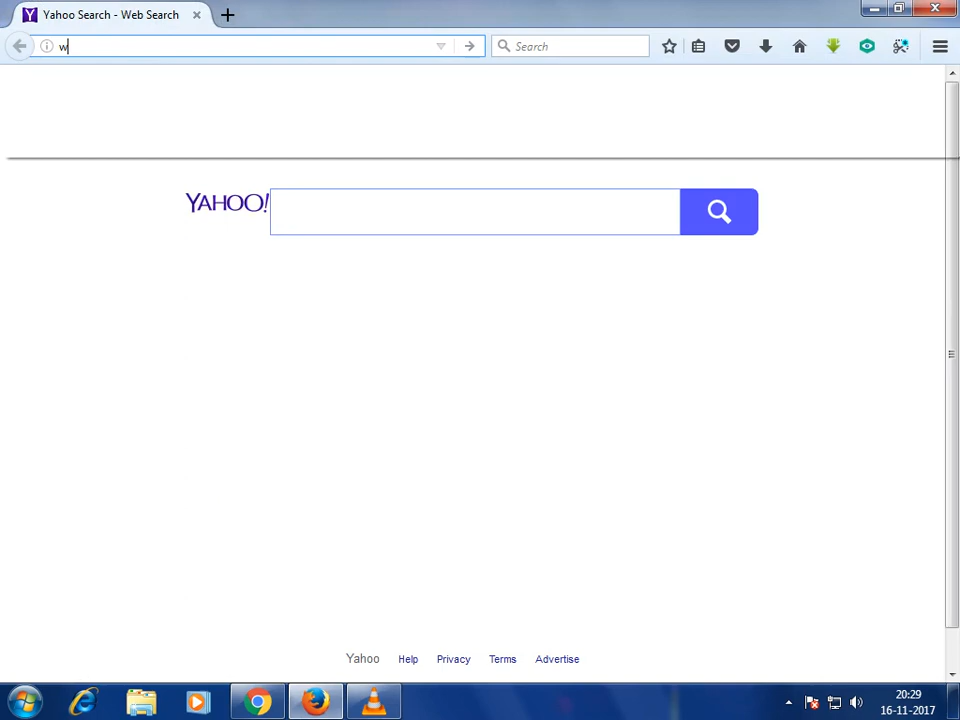 Yahoo Search - Web Search
w
Search
YAHOO!
Yahoo Help Privacy Terms Advertise
20:29
16-11-2017